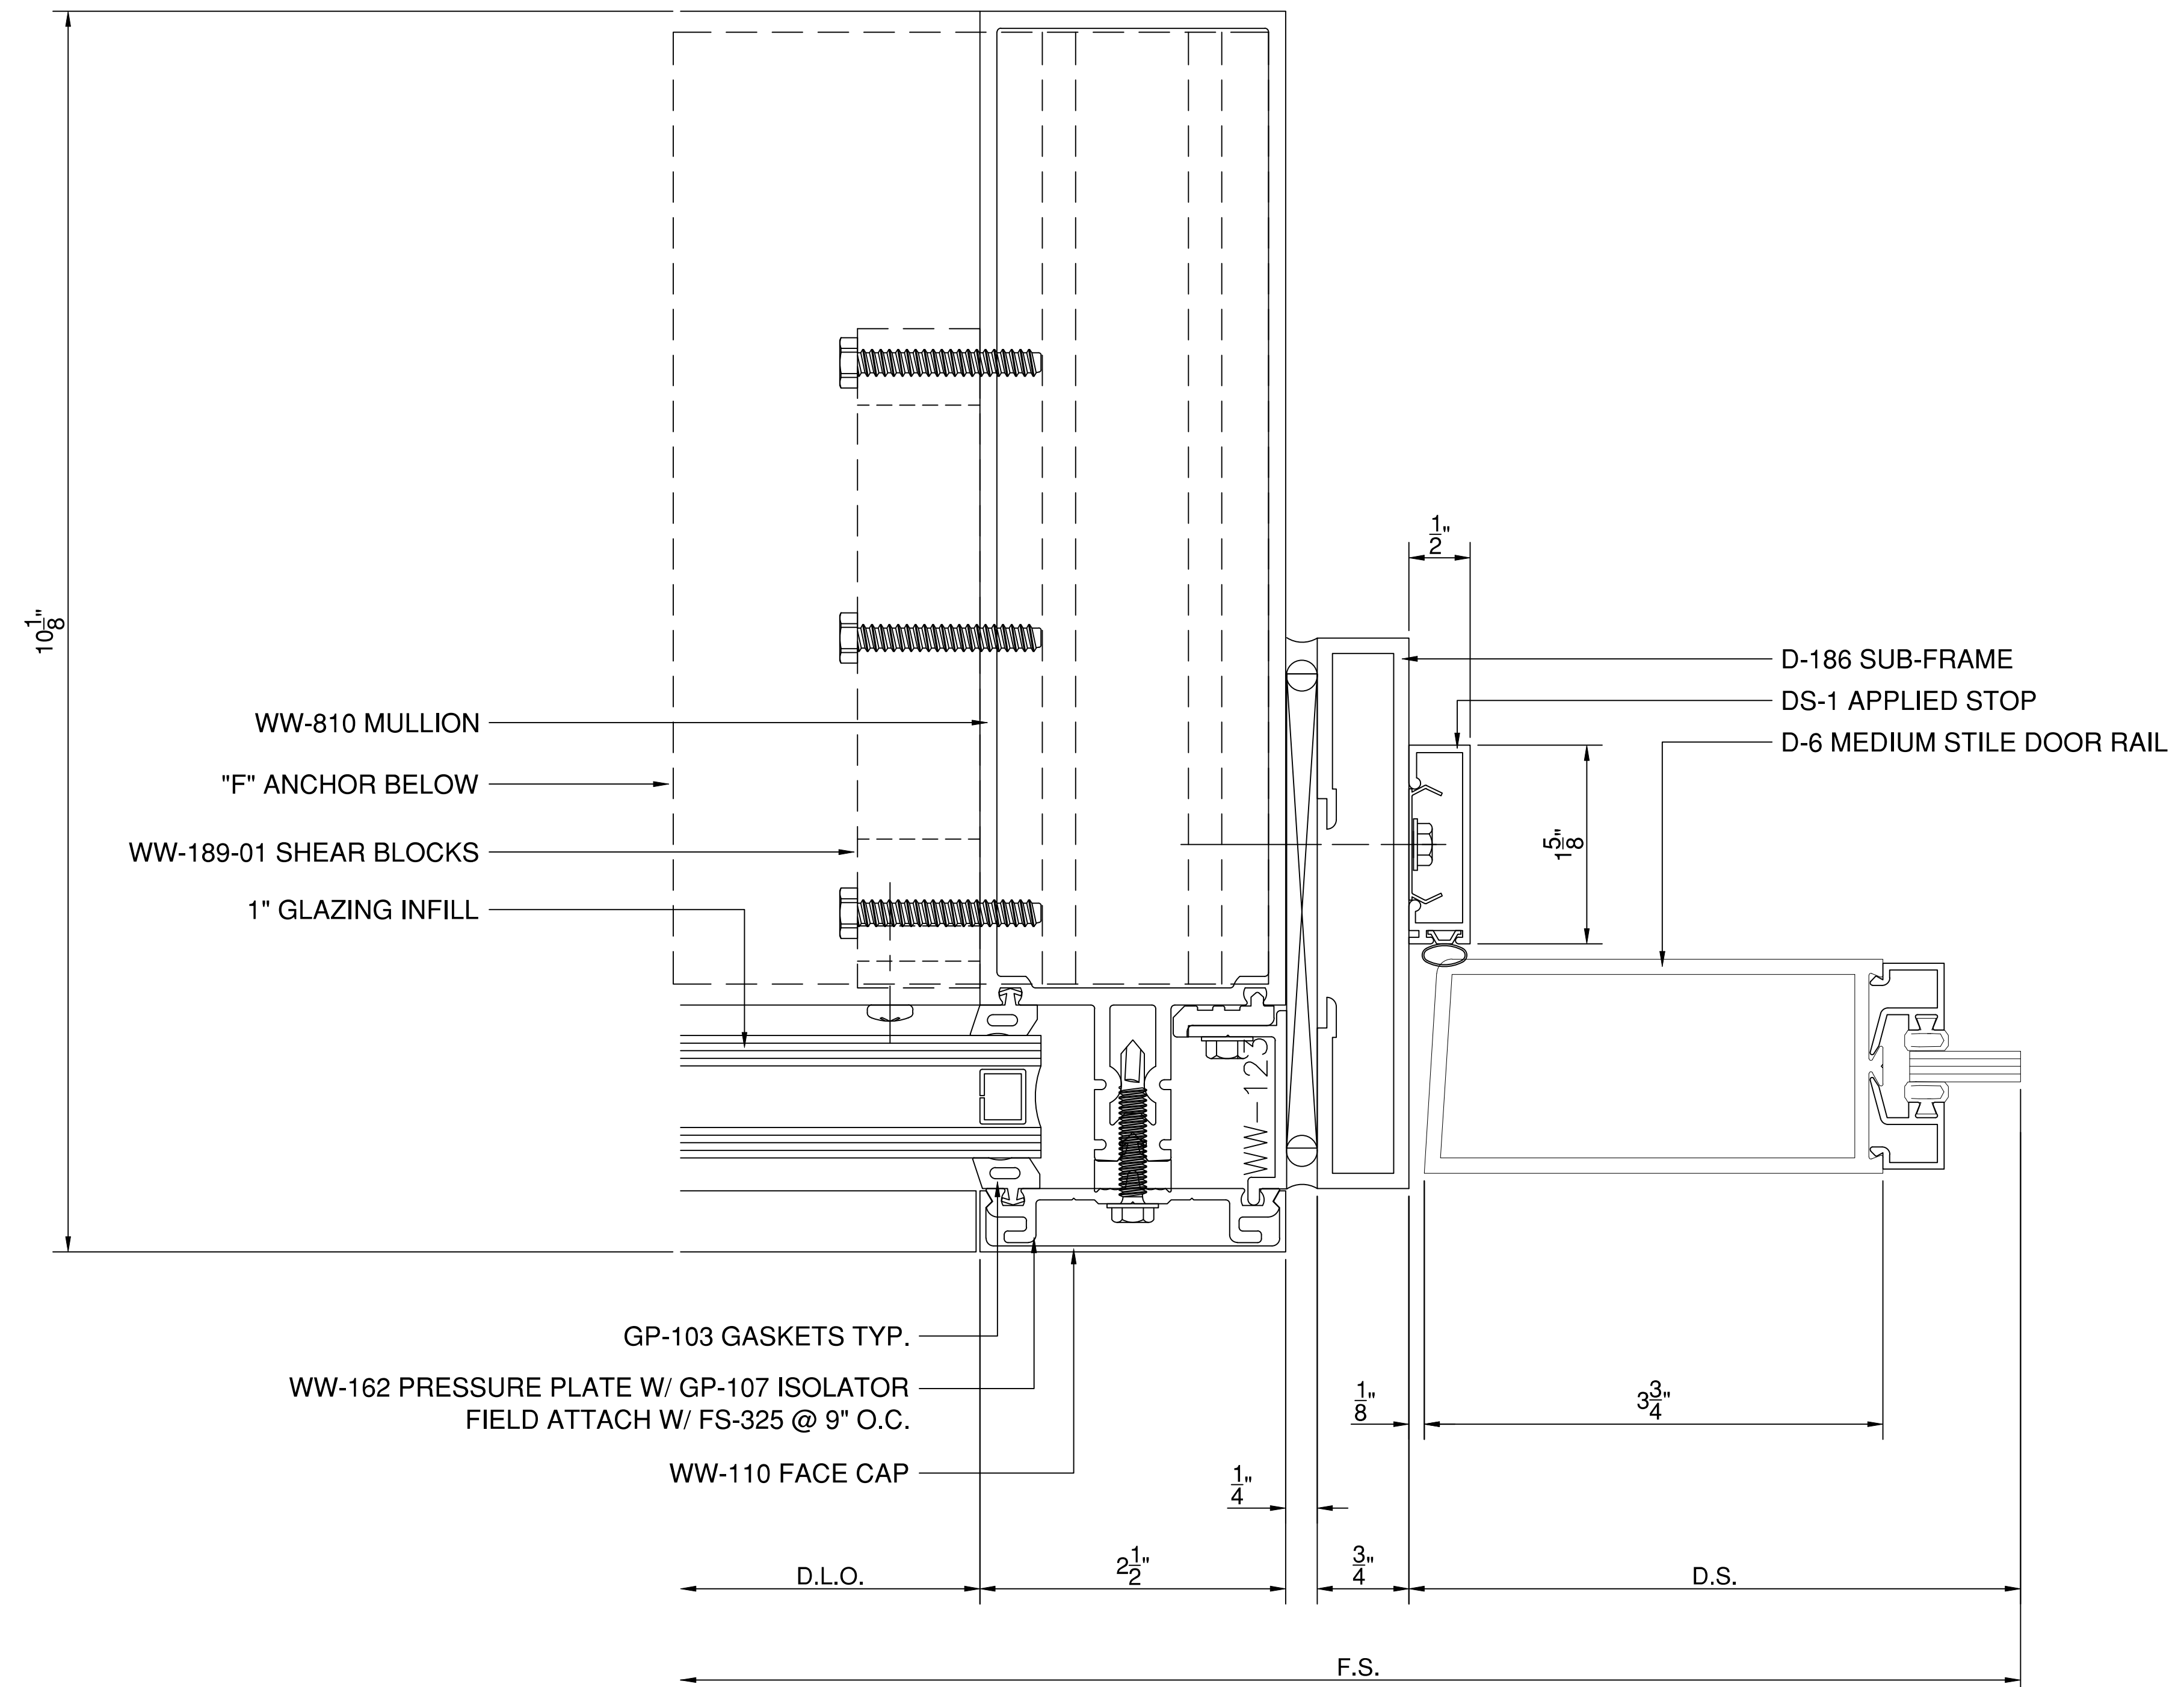 1/2"
10 1/8"
D-186 SUB-FRAME
DS-1 APPLIED STOP
D-6 MEDIUM STILE DOOR RAIL
WW-810 MULLION
"F" ANCHOR BELOW
WW-189-01 SHEAR BLOCKS
1" GLAZING INFILL
1 5/8"
WW-123
GP-103 GASKETS TYP.
WW-162 PRESSURE PLATE W/ GP-107 ISOLATOR
FIELD ATTACH W/ FS-325 @ 9" O.C.
WW-110 FACE CAP
1/8"
3 3/4"
1/4"
D.L.O.
2 1/2"
3/4"
D.S.
F.S.